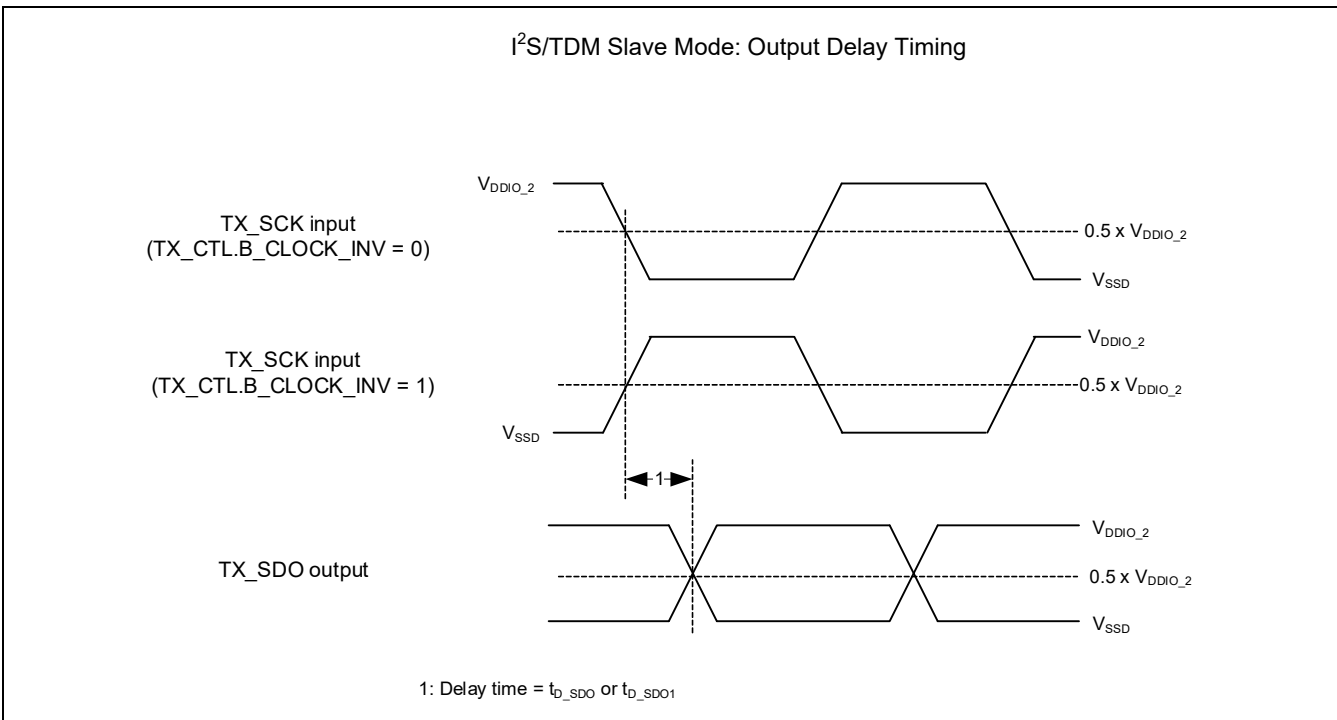 I²S/TDM Slave Mode: Output Delay Timing
V_DDIO_2
TX_SCK input
(TX_CTL.B_CLOCK_INV = 0)
0.5 x V_DDIO_2
V_SSD
V_DDIO_2
TX_SCK input
(TX_CTL.B_CLOCK_INV = 1)
0.5 x V_DDIO_2
V_SSD
1
V_DDIO_2
TX_SDO output
0.5 x V_DDIO_2
V_SSD
1: Delay time = t_D_SDO or t_D_SDO1